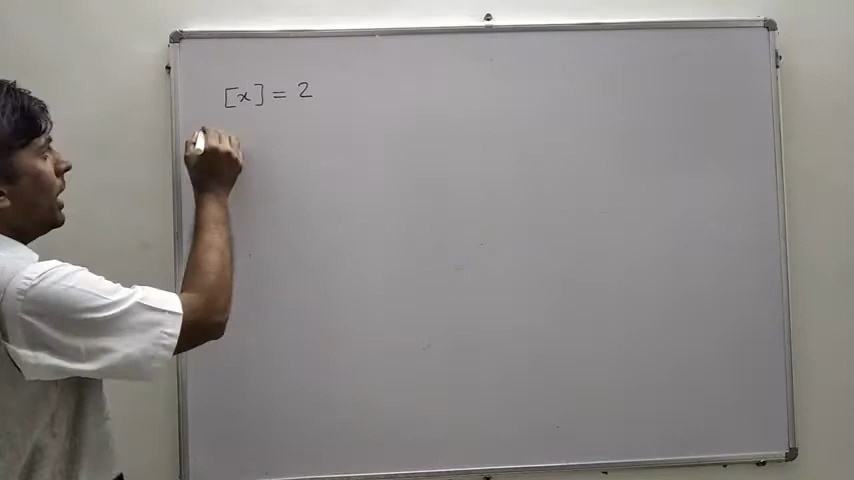 [x] = 2